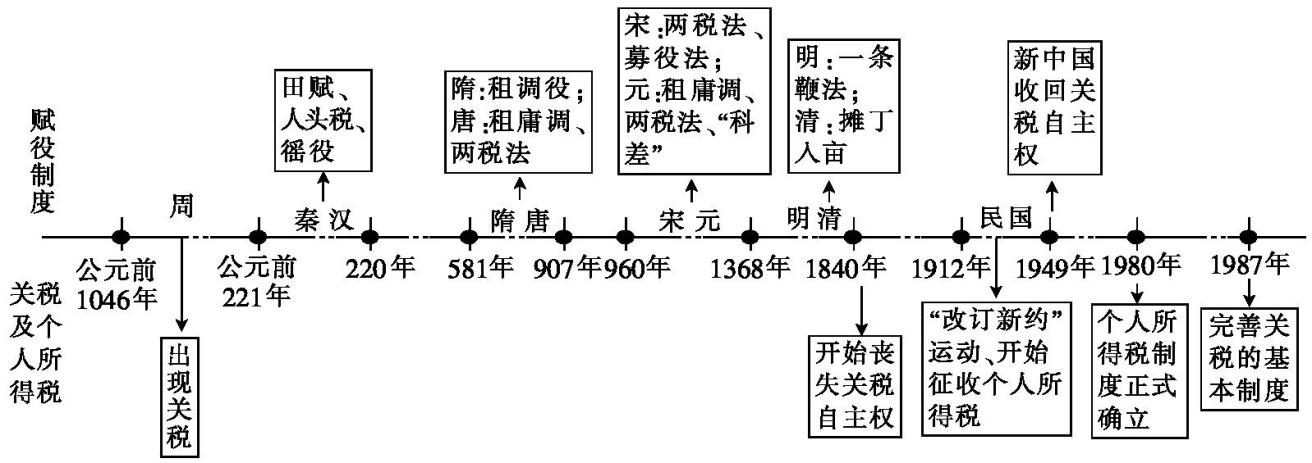 赋役制度
田赋、
人头税、
徭役
隋:租调役;
唐:租庸调、
两税法
宋:两税法、
募役法;
元:租庸调、
两税法、“科
差”
明:一条
鞭法;
清:摊丁
入亩
新中国
收回关
税自主
权
周
秦汉
隋唐
宋元
明清
民国
公元前
1046年
公元前
221年
220年
581年
907年
960年
1368年
1840年
1912年
1949年
1980年
1987年
关税
及个
人所
得税
出现关税
开始丧
失关税
自主权
“改订新约”
运动、开始
征收个人所
得税
个人所
得税制
度正式
确立
完善关
税的基
本制度